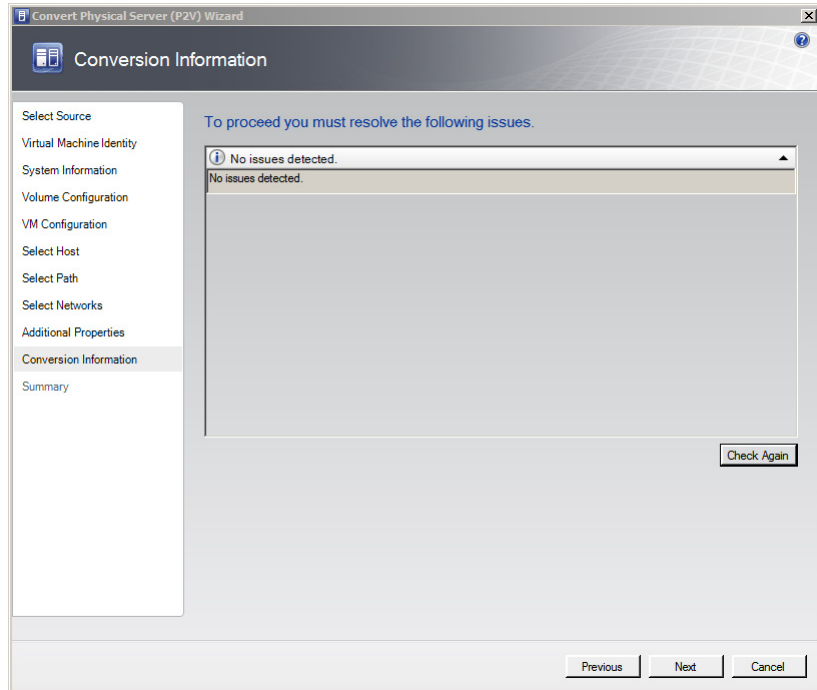 Convert Physical Server (P2V) Wizard
Conversion Information
Select Source
Virtual Machine Identity
System Information
Volume Configuration
VM Configuration
Select Host
Select Path
Select Networks
Additional Properties
Conversion Information
Summary
To proceed you must resolve the following issues.
No issues detected.
No issues detected.
Check Again
Previous
Next
Cancel